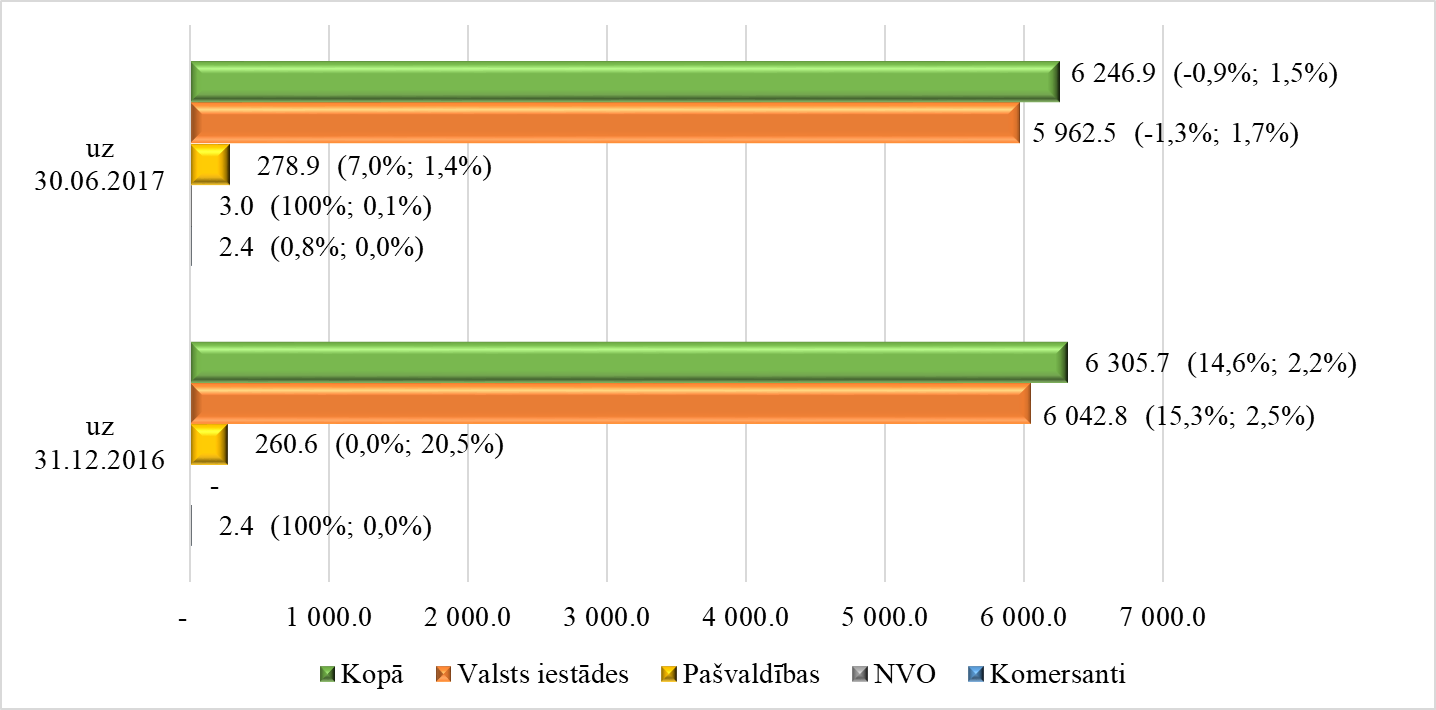 6 246.9 (-0,9%; 1,5%)
5 962.5 (-1,3%; 1,7%)
uz
30.06.2017
278.9 (7,0%; 1,4%)
3.0 (100%; 0,1%)
2.4 (0,8%; 0,0%)
6 305.7 (14,6%; 2,2%)
6 042.8 (15,3%; 2,5%)
uz
31.12.2016
260.6 (0,0%; 20,5%)
-
2.4 (100%; 0,0%)
- 1 000.0 2 000.0 3 000.0 4 000.0 5 000.0 6 000.0 7 000.0
Kopā Valsts iestādes Pašvaldības NVO Komersanti